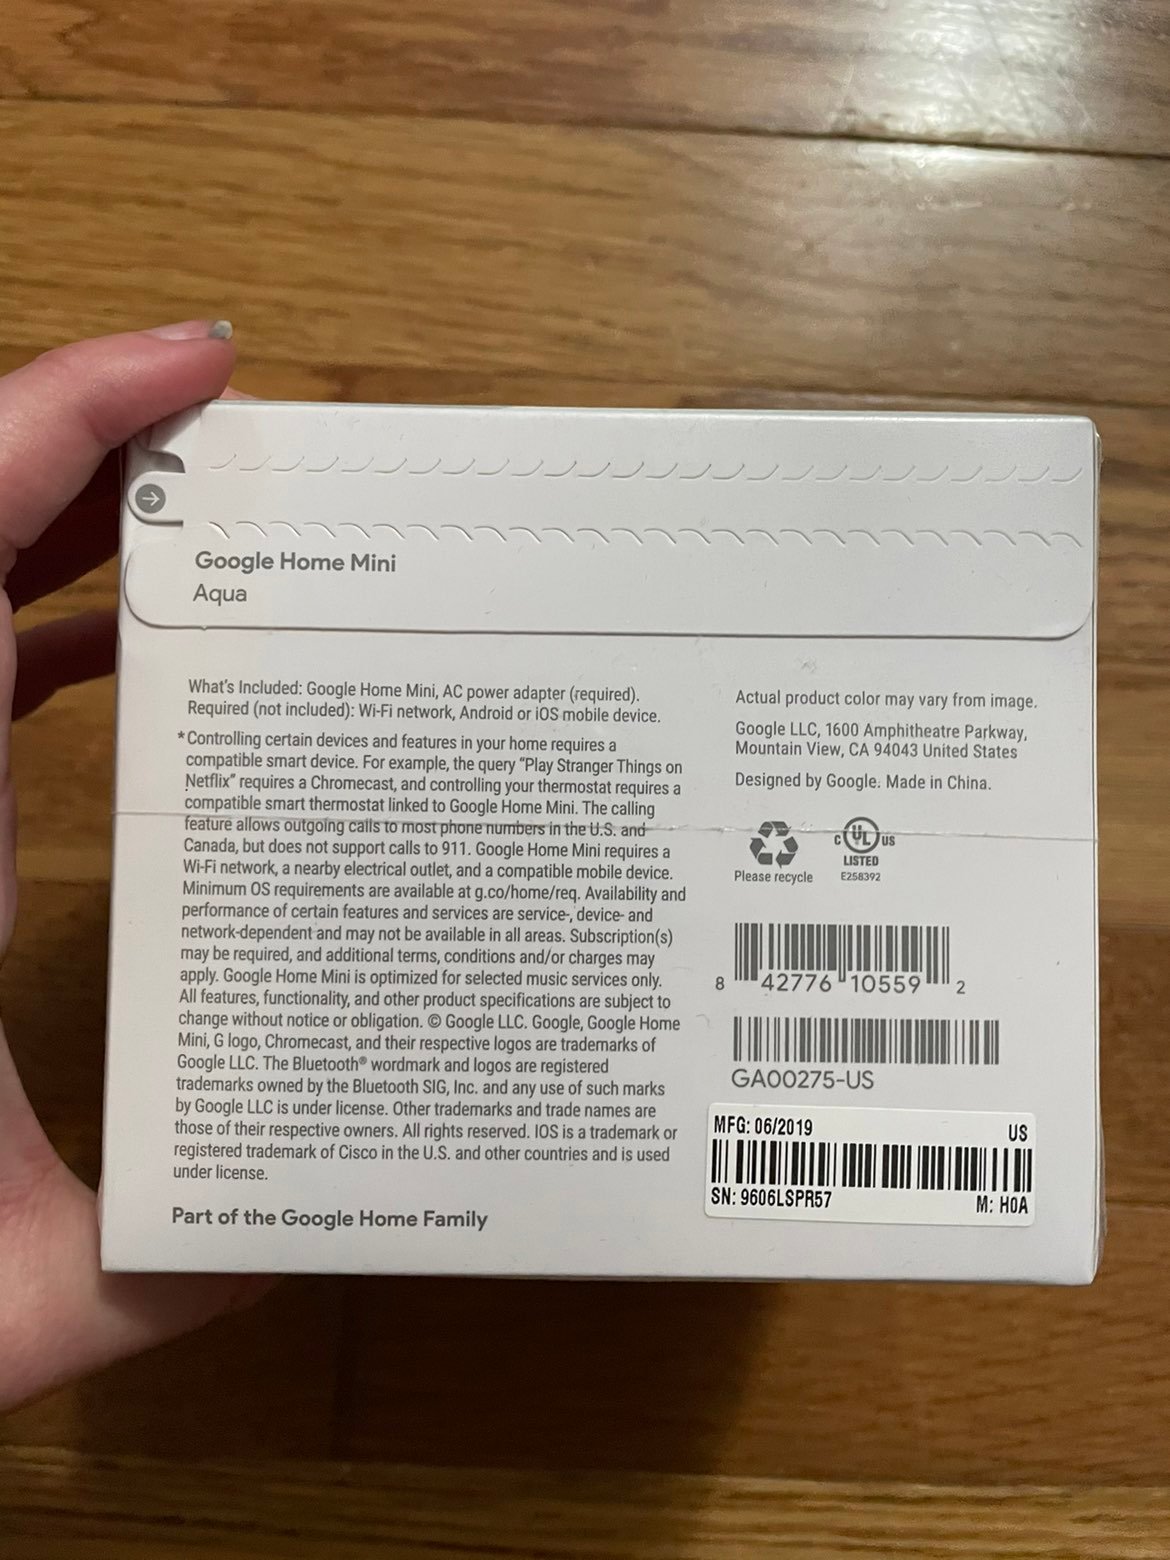 Google Home Mini
Aqua
What's Included: Google Home Mini, AC power adapter (required).
Required (not included): Wi-Fi network, Android or iOS mobile device.
*Controlling certain devices and features in your home requires a
compatible smart device. For example, the query “Play Stranger Things on
Netflix” requires a Chromecast, and controlling your thermostat requires a
compatible smart thermostat linked to Google Home Mini. The calling
feature allows outgoing calls to most phone numbers in the U.S. and
Canada, but does not support calls to 911. Google Home Mini requires a
Wi-Fi network, a nearby electrical outlet, and a compatible mobile device.
Minimum OS requirements are available at g.co/home/req. Availability and
performance of certain features and services are service-, device- and
network-dependent and may not be available in all areas. Subscription(s)
may be required, and additional terms, conditions and/or charges may
apply. Google Home Mini is optimized for selected music services only.
All features, functionality, and other product specifications are subject to
change without notice or obligation. © Google LLC. Google, Google Home
Mini, G logo, Chromecast, and their respective logos are trademarks of
Google LLC. The Bluetooth® wordmark and logos are registered
trademarks owned by the Bluetooth SIG, Inc. and any use of such marks
by Google LLC is under license. Other trademarks and trade names are
those of their respective owners. All rights reserved. IOS is a trademark or
registered trademark of Cisco in the U.S. and other countries and is used
under license.
Part of the Google Home Family
Actual product color may vary from image.
Google LLC, 1600 Amphitheatre Parkway,
Mountain View, CA 94043 United States
Designed by Google. Made in China.
Please recycle
C UL US
LISTED
E258392
8 42776 10559 2
GA00275-US
MFG: 06/2019 US
SN: 9606LSPR57 M: H0A